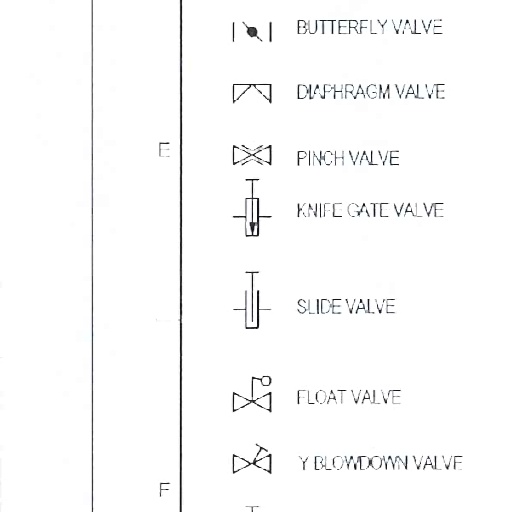 BUTTERFLY VALVE
DIAPHRAGM VALVE
E
PINCH VALVE
KNIFE GATE VALVE
SLIDE VALVE
FLOAT VALVE
Y BLOWDOWN VALVE
F